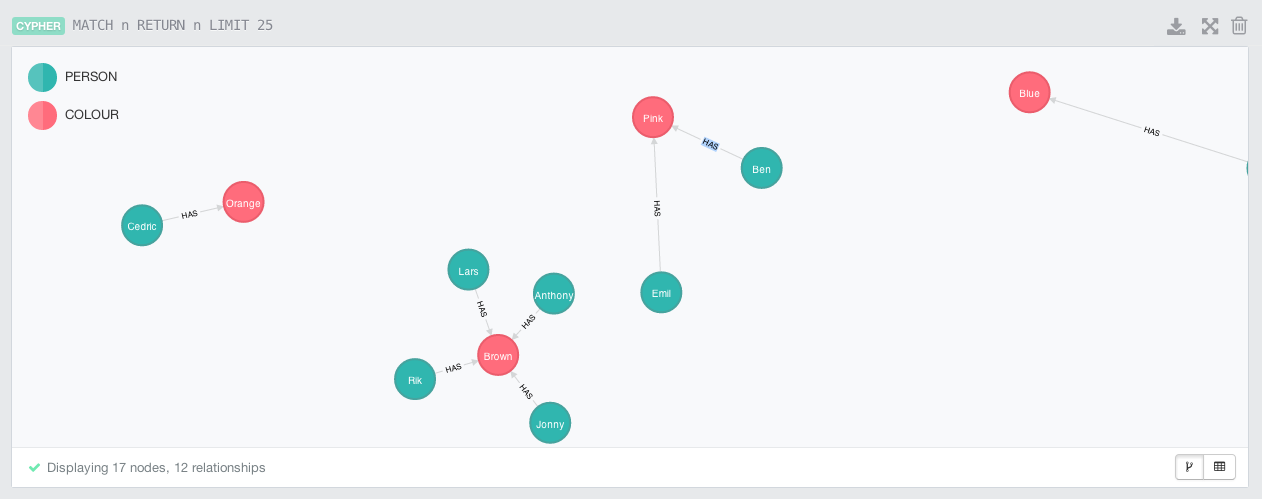 CYPHER MATCH n RETURN n LIMIT 25
PERSON
COLOUR
Blue
HAS
Pink
HAS
Ben
HAS
Orange
HAS
Cedric
Lars
Anthony
Emil
HAS
HAS
Brown
HAS
Rik
HAS
Jonny
Displaying 17 nodes, 12 relationships